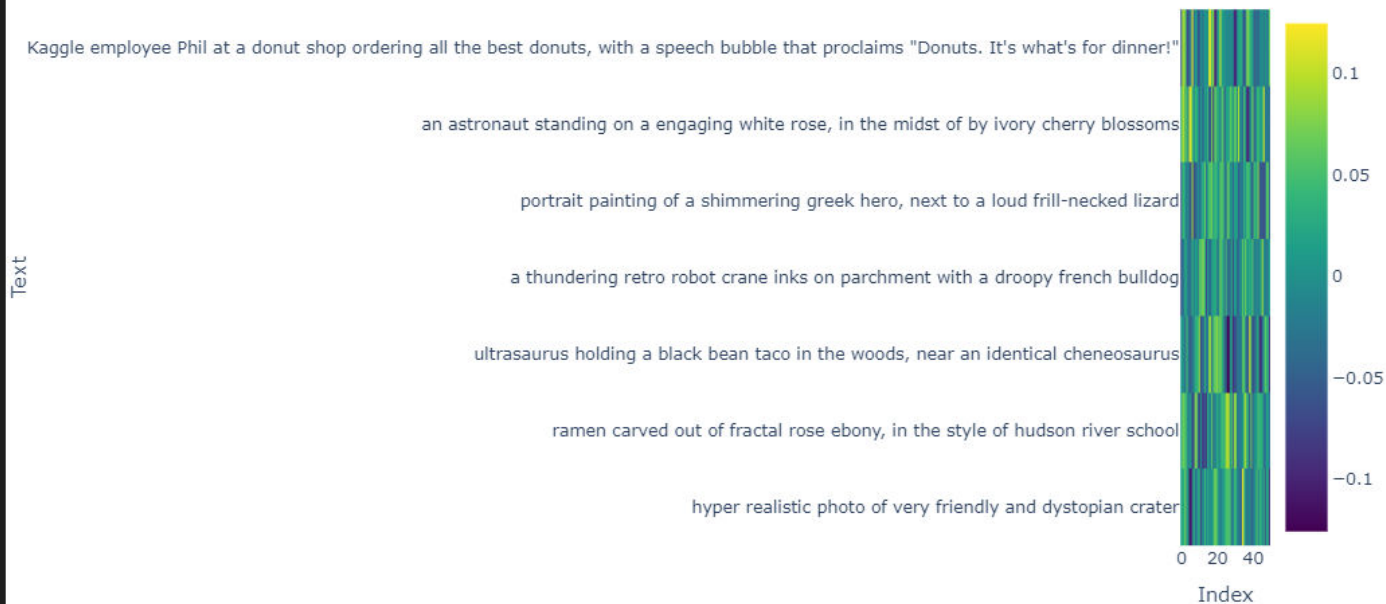 Kaggle employee Phil at a donut shop ordering all the best donuts, with a speech bubble that proclaims "Donuts. It's what's for dinner!"
an astronaut standing on a engaging white rose, in the midst of by ivory cherry blossoms
portrait painting of a shimmering greek hero, next to a loud frill-necked lizard
a thundering retro robot crane inks on parchment with a droopy french bulldog
ultrasaurus holding a black bean taco in the woods, near an identical cheneosaurus
ramen carved out of fractal rose ebony, in the style of hudson river school
hyper realistic photo of very friendly and dystopian crater
Text
0 20 40
Index
0.1
0.05
0
−0.05
−0.1